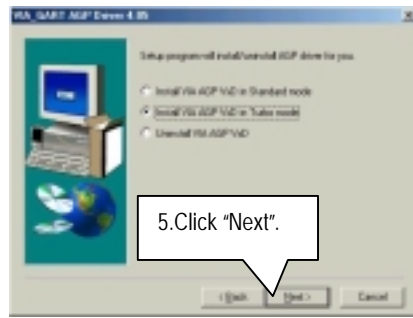 VIA_GART AGP Driver 4.05
Setup program will install/uninstall AGP driver for you.
Install VIA AGP VxD in Standard mode
Install VIA AGP VxD in Turbo mode
Uninstall VIA AGP VxD
5.Click “Next”.
< Back
Next >
Cancel